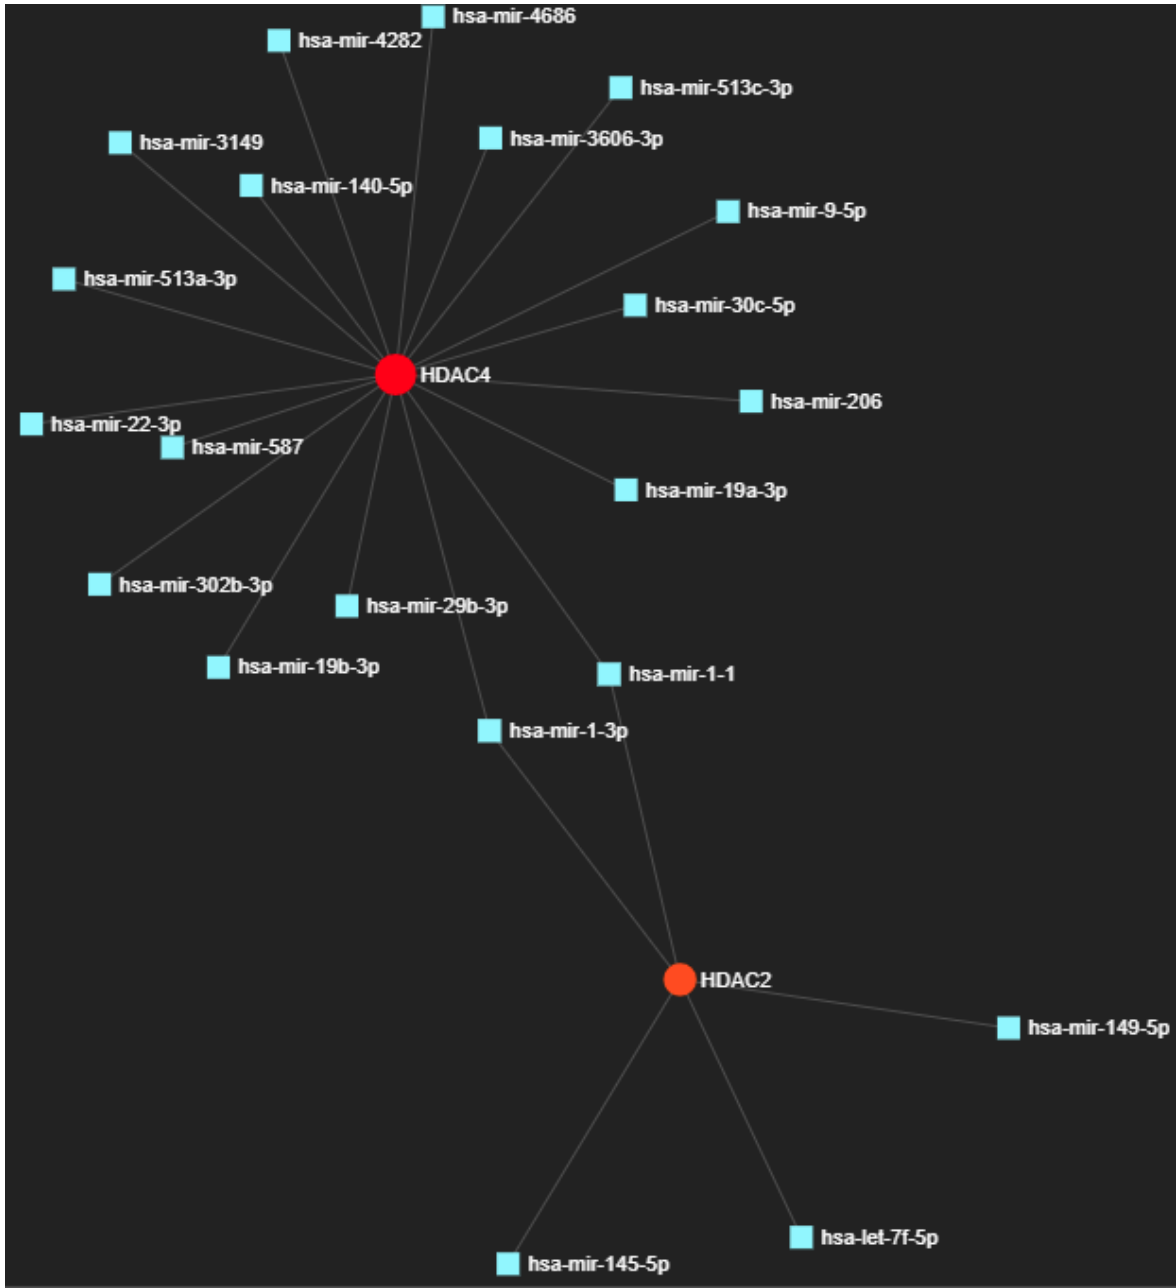 hsa-mir-4686
hsa-mir-4282
hsa-mir-513c-3p
hsa-mir-3606-3p
hsa-mir-3149
hsa-mir-140-5p
hsa-mir-9-5p
hsa-mir-513a-3p
hsa-mir-30c-5p
HDAC4
hsa-mir-206
hsa-mir-22-3p
hsa-mir-587
hsa-mir-19a-3p
hsa-mir-302b-3p
hsa-mir-29b-3p
hsa-mir-19b-3p
hsa-mir-1-1
hsa-mir-1-3p
HDAC2
hsa-mir-149-5p
hsa-let-7f-5p
hsa-mir-145-5p